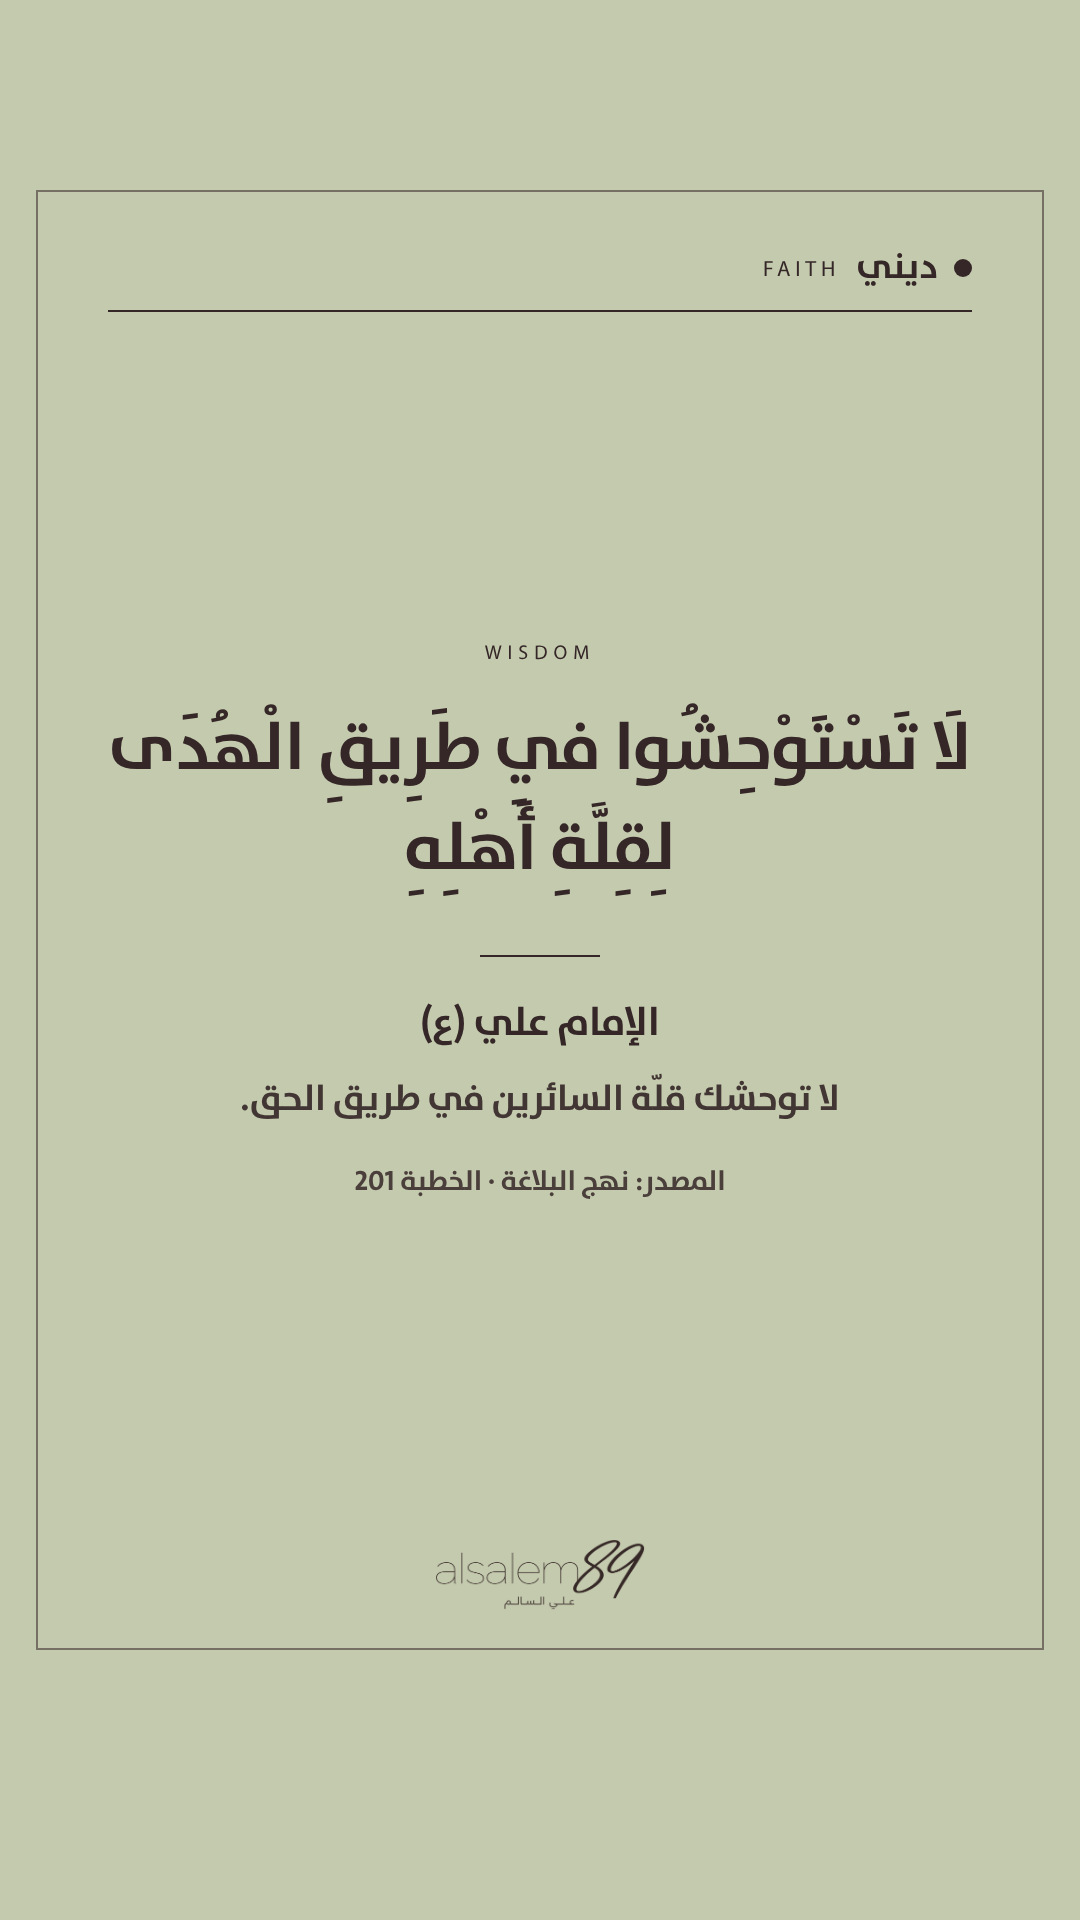 ديني FAITH
WISDOM
لَا تَسْتَوْحِشُوا في طَرِيقِ الْهُدَى
لِقِلَّةِ أَهْلِهِ
الإمام علي (ع)
لا توحشك قلّة السائرين في طريق الحق.
المصدر: نهج البلاغة · الخطبة 201
alsalem89
علي السالم